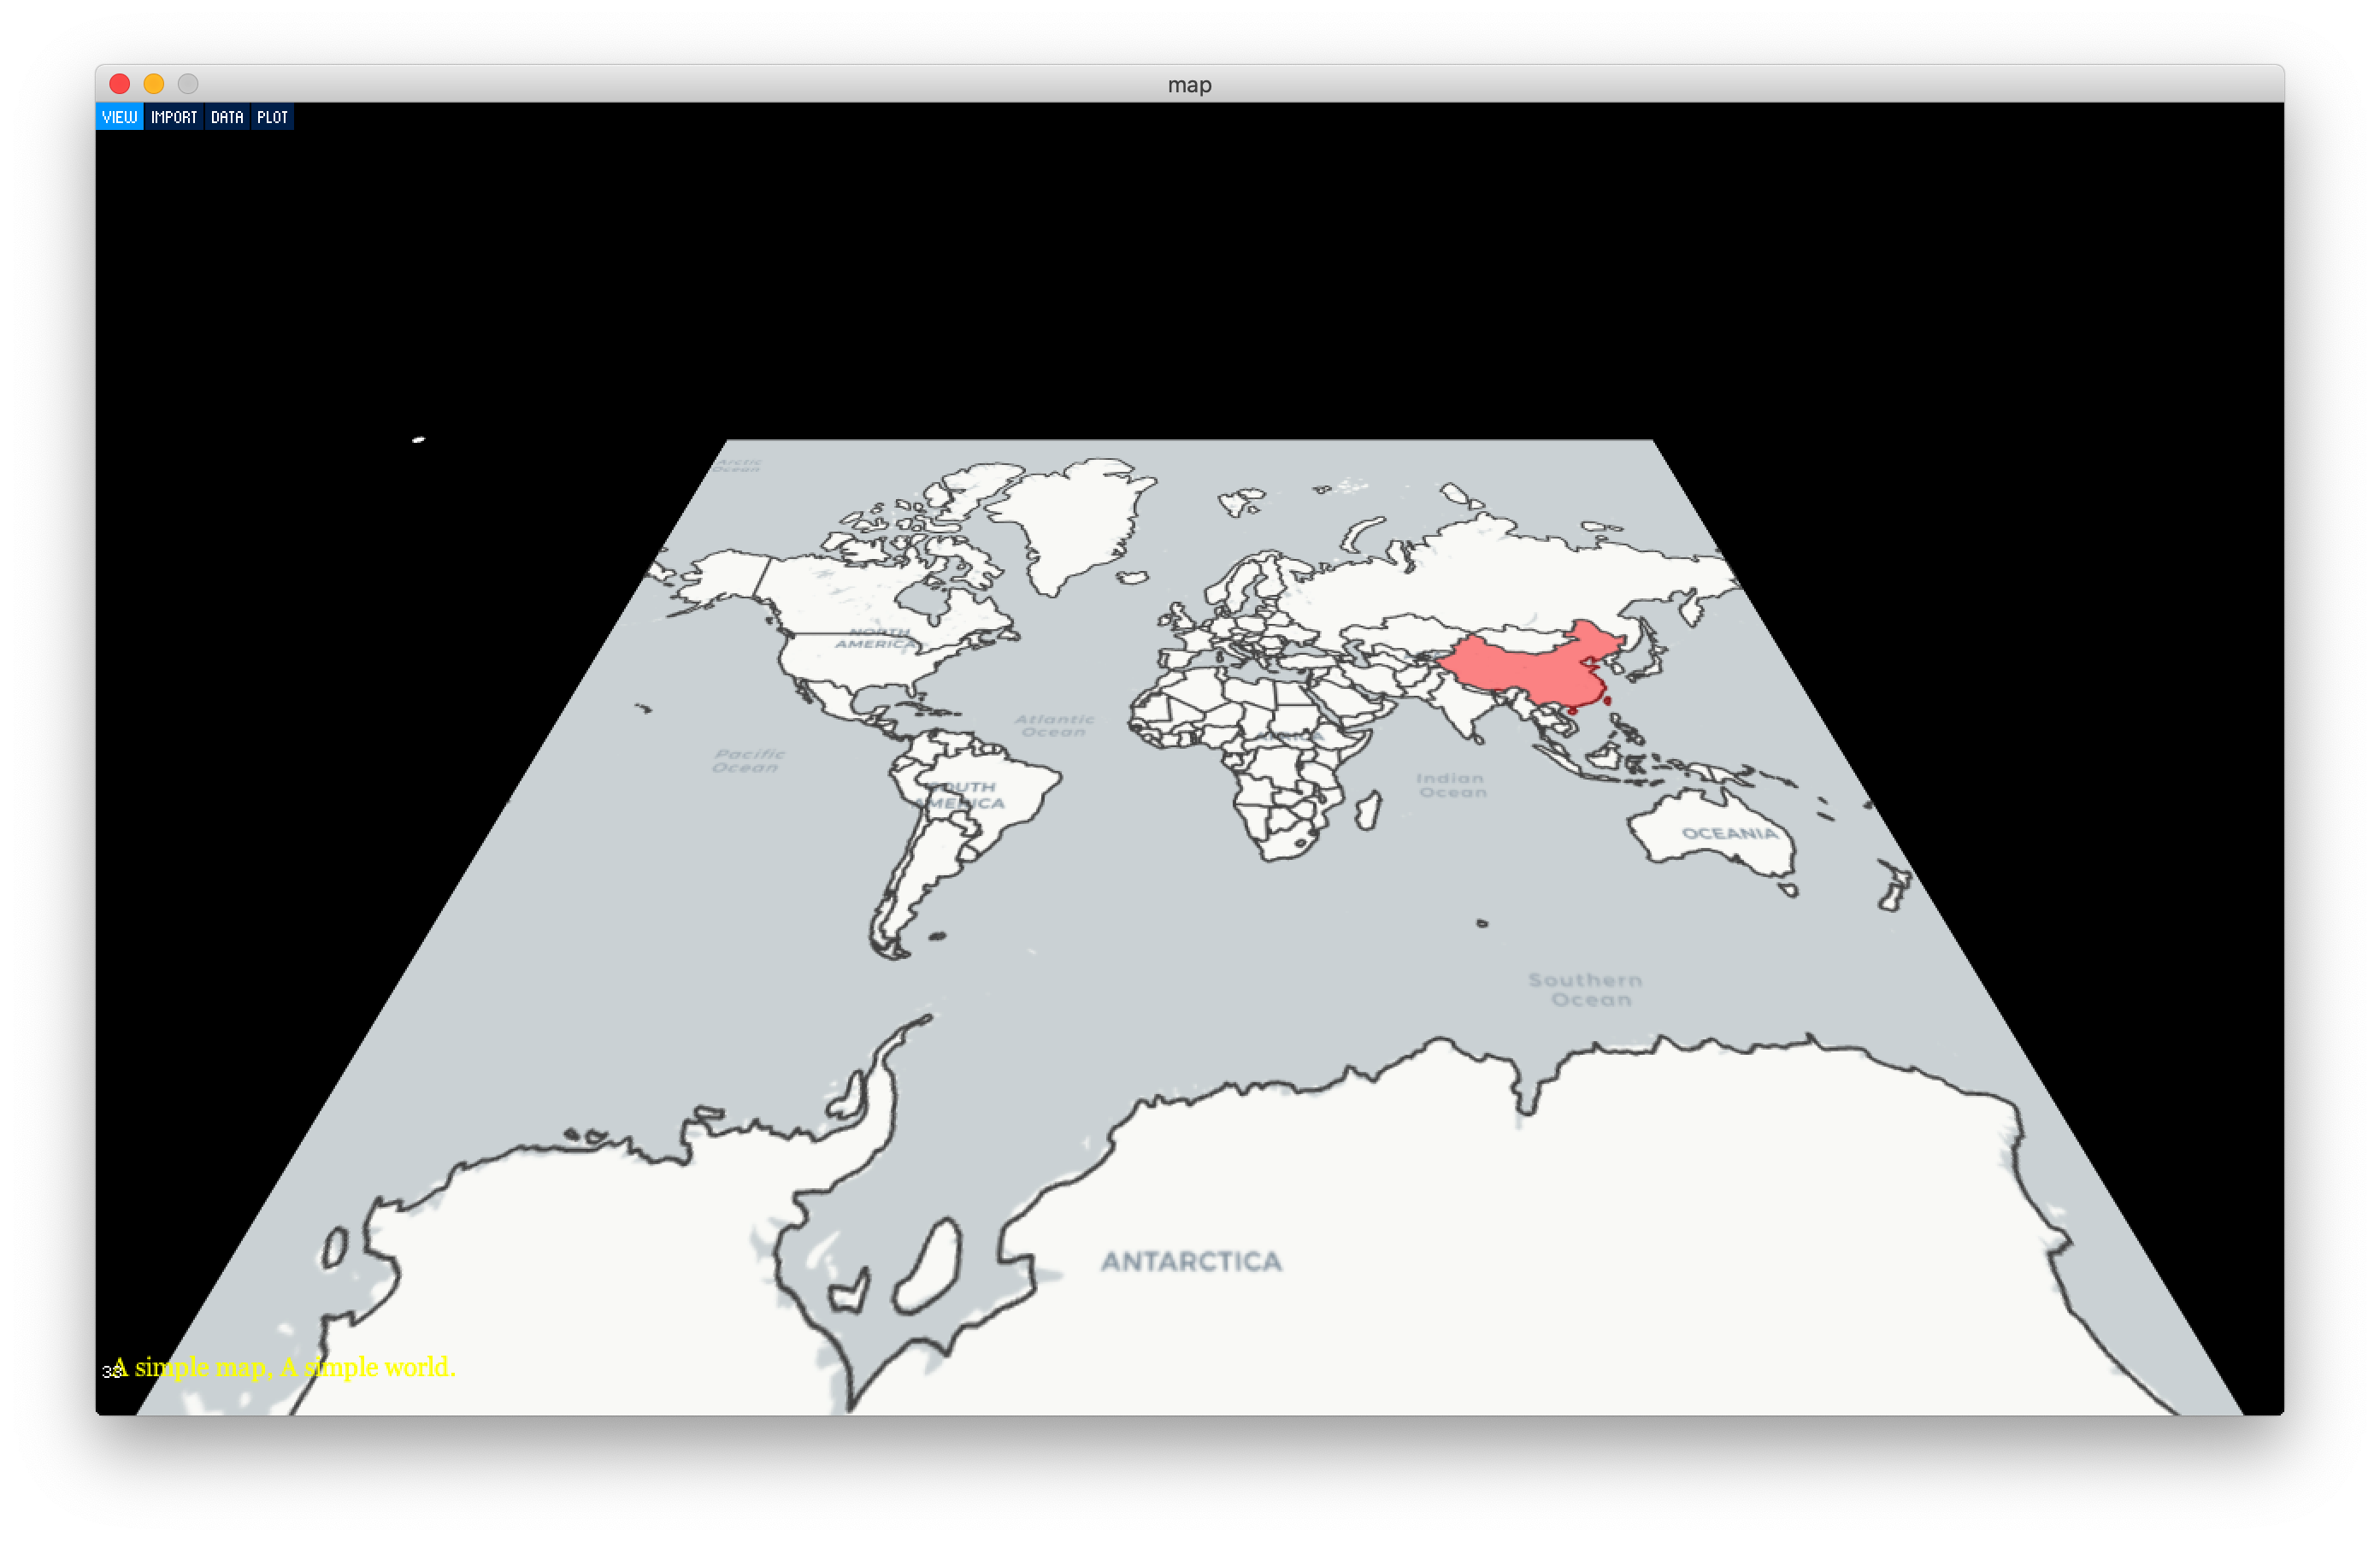 map
VIEW IMPORT DATA PLOT
Arctic
Ocean
NORTH
AMERICA
Atlantic
Ocean
Pacific
Ocean
AFRICA
Indian
Ocean
SOUTH
AMERICA
OCEANIA
Southern
Ocean
ANTARCTICA
A simple map, A simple world.